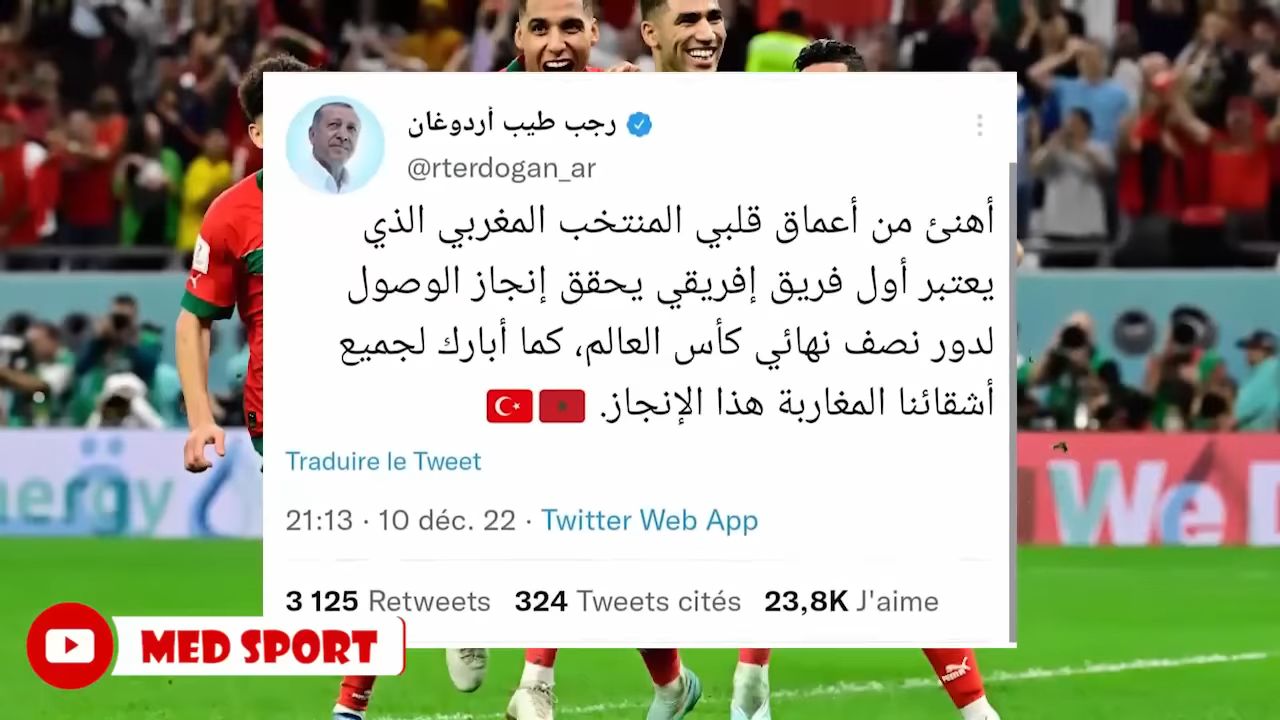 رجب طيب أردوغان
@rterdogan_ar
أهنئ من أعماق قلبي المنتخب المغربي الذي
يعتبر أول فريق إفريقي يحقق إنجاز الوصول
لدور نصف نهائي كأس العالم، كما أبارك لجميع
أشقائنا المغاربة هذا الإنجاز. 🇲🇦🇹🇷
Traduire le Tweet
21:13 · 10 déc. 22 · Twitter Web App
3 125 Retweets 324 Tweets cités 23,8K J'aime
MED SPORT
We
PUMA